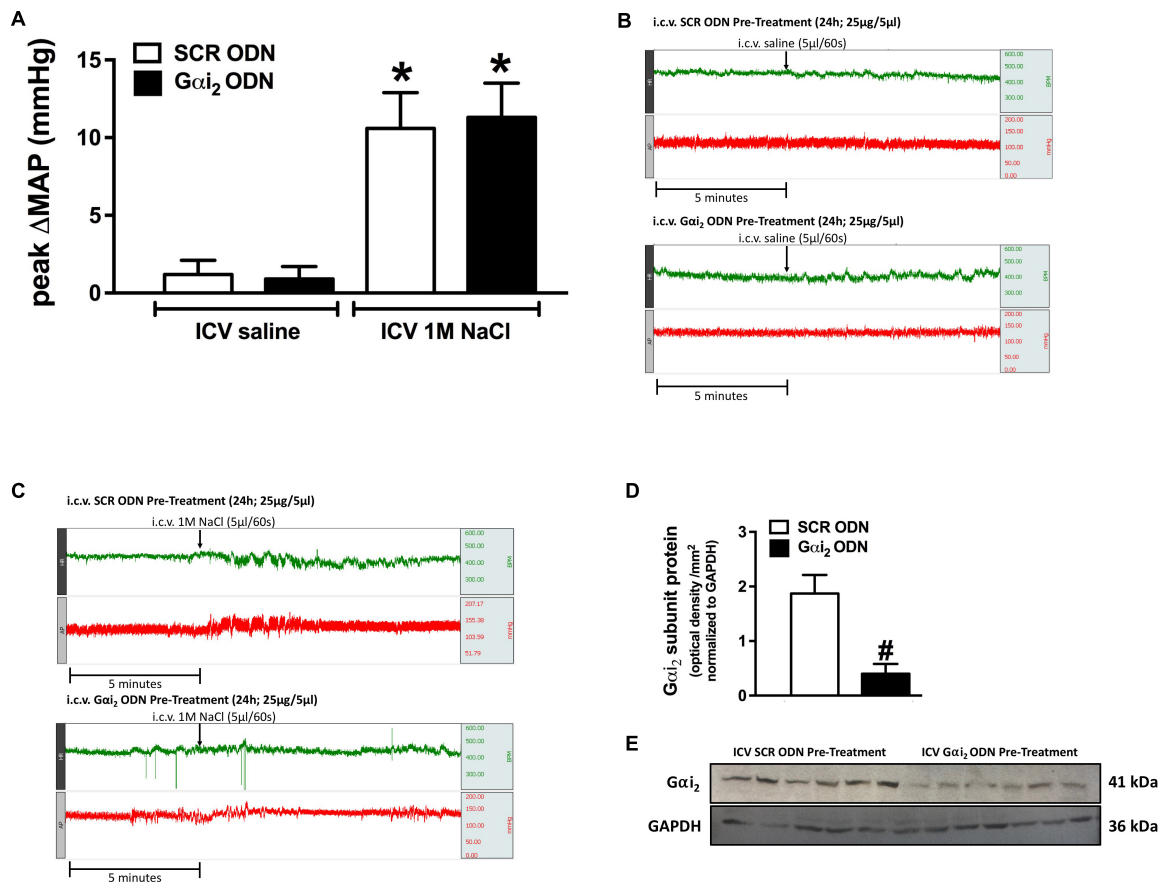 A
SCR ODN
Gαi₂ ODN
peak ΔMAP (mmHg)
15
10
5
0
*
*
ICV saline
ICV 1M NaCl
B
i.c.v. SCR ODN Pre-Treatment (24h; 25µg/5µl)
i.c.v. saline (5µl/60s)
HR
600.00
500.00
400.00
300.00
BPM
AP
200.00
150.00
100.00
50.00
0.00
mmHg
5 minutes
i.c.v. Gαi₂ ODN Pre-Treatment (24h; 25µg/5µl)
i.c.v. saline (5µl/60s)
HR
600.00
500.00
400.00
300.00
BPM
AP
200.00
150.00
100.00
50.00
0.00
mmHg
5 minutes
C
i.c.v. SCR ODN Pre-Treatment (24h; 25µg/5µl)
i.c.v. 1M NaCl (5µl/60s)
HR
600.00
500.00
400.00
300.00
BPM
AP
207.17
155.38
103.59
51.79
mmHg
5 minutes
i.c.v. Gαi₂ ODN Pre-Treatment (24h; 25µg/5µl)
i.c.v. 1M NaCl (5µl/60s)
HR
600.00
500.00
400.00
300.00
BPM
AP
200.00
150.00
100.00
50.00
0.00
mmHg
5 minutes
D
SCR ODN
Gαi₂ ODN
Gαi₂ subunit protein
(optical density /mm²
normalized to GAPDH)
3
2
1
0
#
E
ICV SCR ODN Pre-Treatment
ICV Gαi₂ ODN Pre-Treatment
Gαi₂
41 kDa
GAPDH
36 kDa